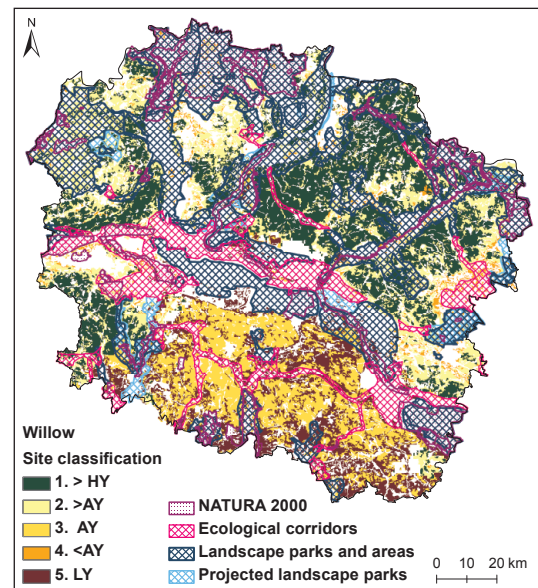 N
Willow
Site classification
1. > HY
2. >AY
3. AY
4. <AY
5. LY
NATURA 2000
Ecological corridors
Landscape parks and areas
Projected landscape parks
0 10 20 km